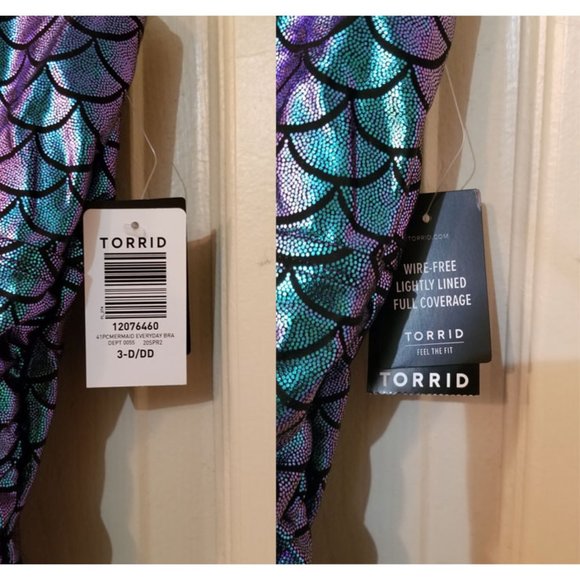 TORRID
12076460
41PCMERMAID EVERYDAY BRA
DEPT 0055 20SPR2
3-D/DD
TORRID.COM
WIRE-FREE
LIGHTLY LINED
FULL COVERAGE
TORRID
FEEL THE FIT
TORRID